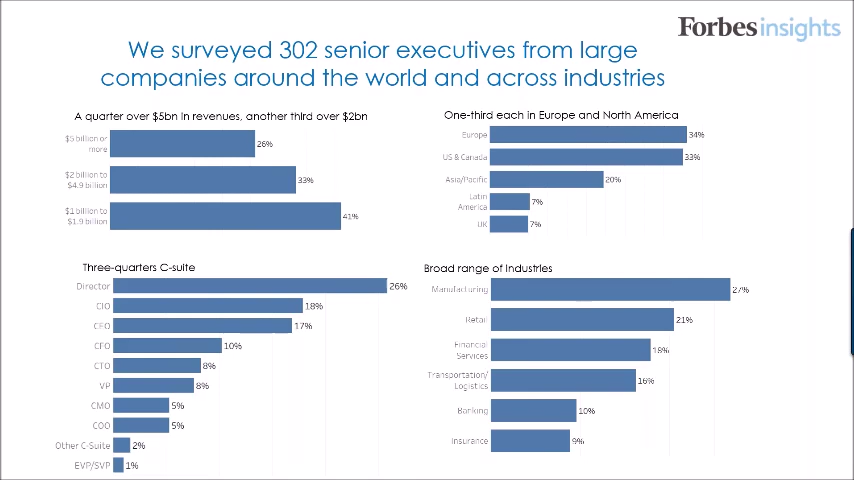 Forbes insights
We surveyed 302 senior executives from large
companies around the world and across industries
A quarter over $5bn in revenues, another third over $2bn
$5 billion or
more
26%
$2 billion to
$4.9 billion
33%
$1 billion to
$1.9 billion
41%
One-third each in Europe and North America
Europe
34%
US & Canada
33%
Asia/Pacific
20%
Latin
America
7%
UK
7%
Three-quarters C-suite
Director
26%
CIO
18%
CEO
17%
CFO
10%
CTO
8%
VP
8%
CMO
5%
COO
5%
Other C-Suite
2%
EVP/SVP
1%
Broad range of Industries
Manufacturing
27%
Retail
21%
Financial
Services
18%
Transportation/
Logistics
16%
Banking
10%
Insurance
9%